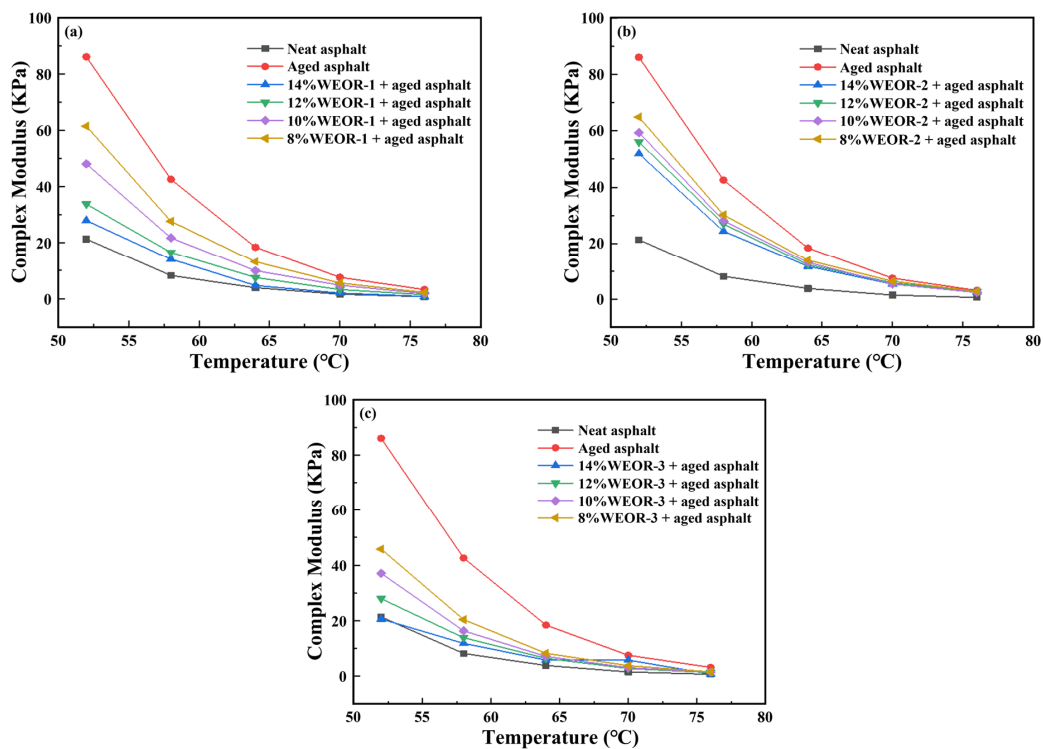 (a)
Neat asphalt
Aged asphalt
14%WEOR-1 + aged asphalt
12%WEOR-1 + aged asphalt
10%WEOR-1 + aged asphalt
8%WEOR-1 + aged asphalt
100
80
60
40
20
0
Complex Modulus (KPa)
50 55 60 65 70 75 80
Temperature (℃)
(b)
Neat asphalt
Aged asphalt
14%WEOR-2 + aged asphalt
12%WEOR-2 + aged asphalt
10%WEOR-2 + aged asphalt
8%WEOR-2 + aged asphalt
100
80
60
40
20
0
Complex Modulus (KPa)
50 55 60 65 70 75 80
Temperature (℃)
(c)
Neat asphalt
Aged asphalt
14%WEOR-3 + aged asphalt
12%WEOR-3 + aged asphalt
10%WEOR-3 + aged asphalt
8%WEOR-3 + aged asphalt
100
80
60
40
20
0
Complex Modulus (KPa)
50 55 60 65 70 75 80
Temperature (℃)